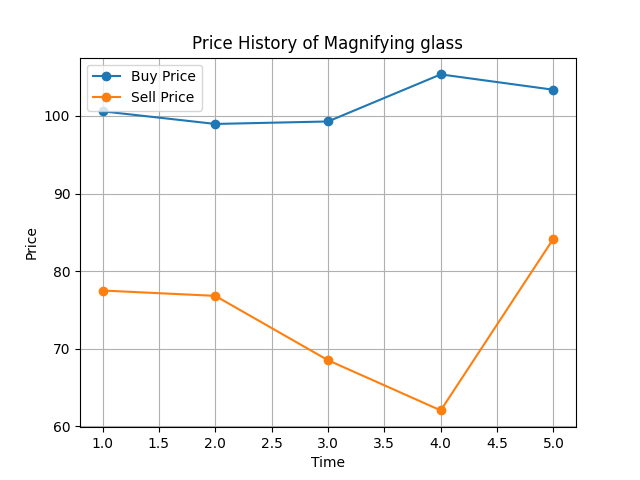 Price History of Magnifying glass
Buy Price
Sell Price
Price
100
90
80
70
60
1.0 1.5 2.0 2.5 3.0 3.5 4.0 4.5 5.0
Time